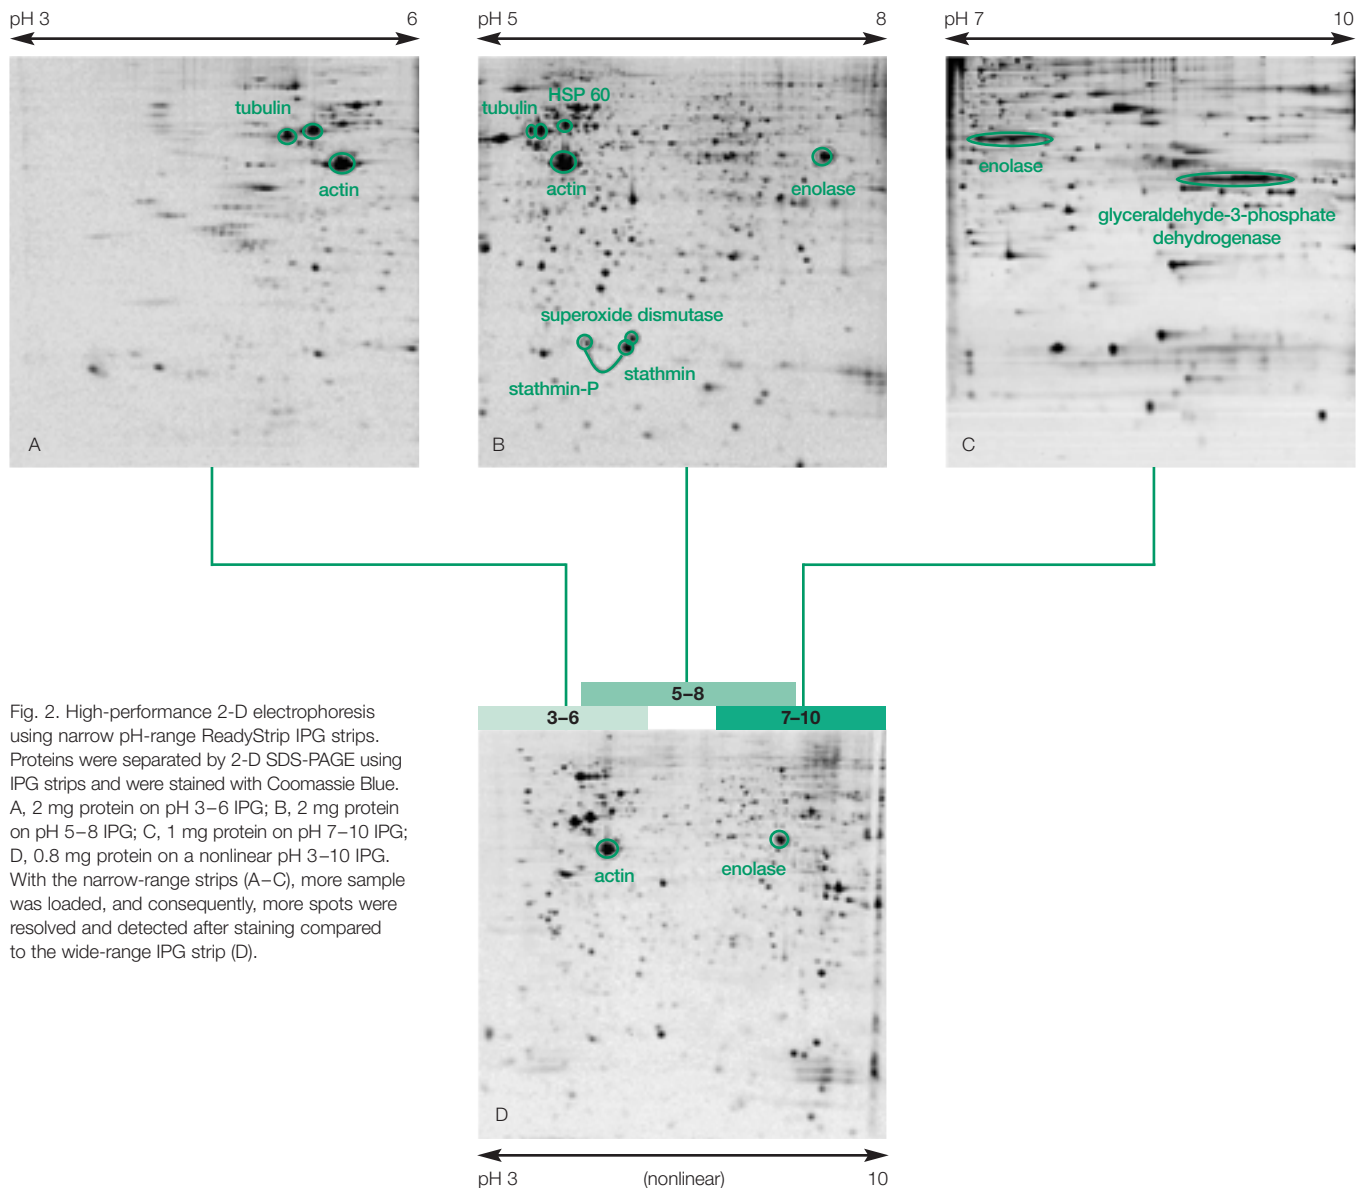 pH 3 6
pH 5 8
pH 7 10
tubulin
actin
A
HSP 60
tubulin
actin
enolase
superoxide dismutase
stathmin
stathmin-P
B
enolase
glyceraldehyde-3-phosphate
dehydrogenase
C
5–8
3–6 7–10
Fig. 2. High-performance 2-D electrophoresis
using narrow pH-range ReadyStrip IPG strips.
Proteins were separated by 2-D SDS-PAGE using
IPG strips and were stained with Coomassie Blue.
A, 2 mg protein on pH 3–6 IPG; B, 2 mg protein
on pH 5–8 IPG; C, 1 mg protein on pH 7–10 IPG;
D, 0.8 mg protein on a nonlinear pH 3–10 IPG.
With the narrow-range strips (A–C), more sample
was loaded, and consequently, more spots were
resolved and detected after staining compared
to the wide-range IPG strip (D).
actin
enolase
D
pH 3 (nonlinear) 10